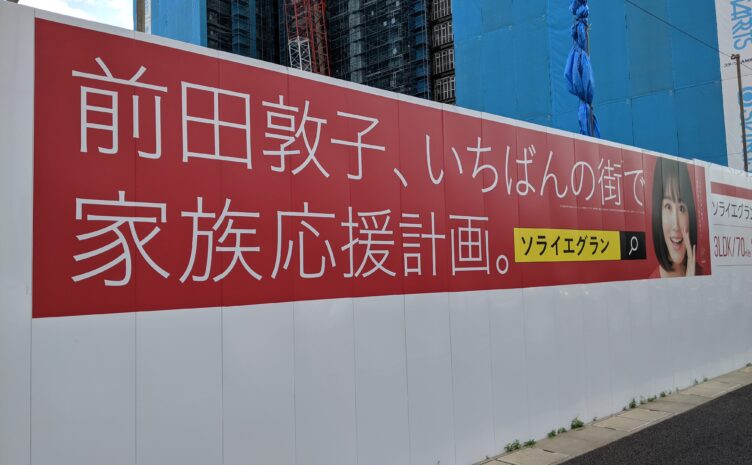 前田敦子、いちばんの街で
家族応援計画。
ソライエグラン
ソライエグラン
3LDK/70